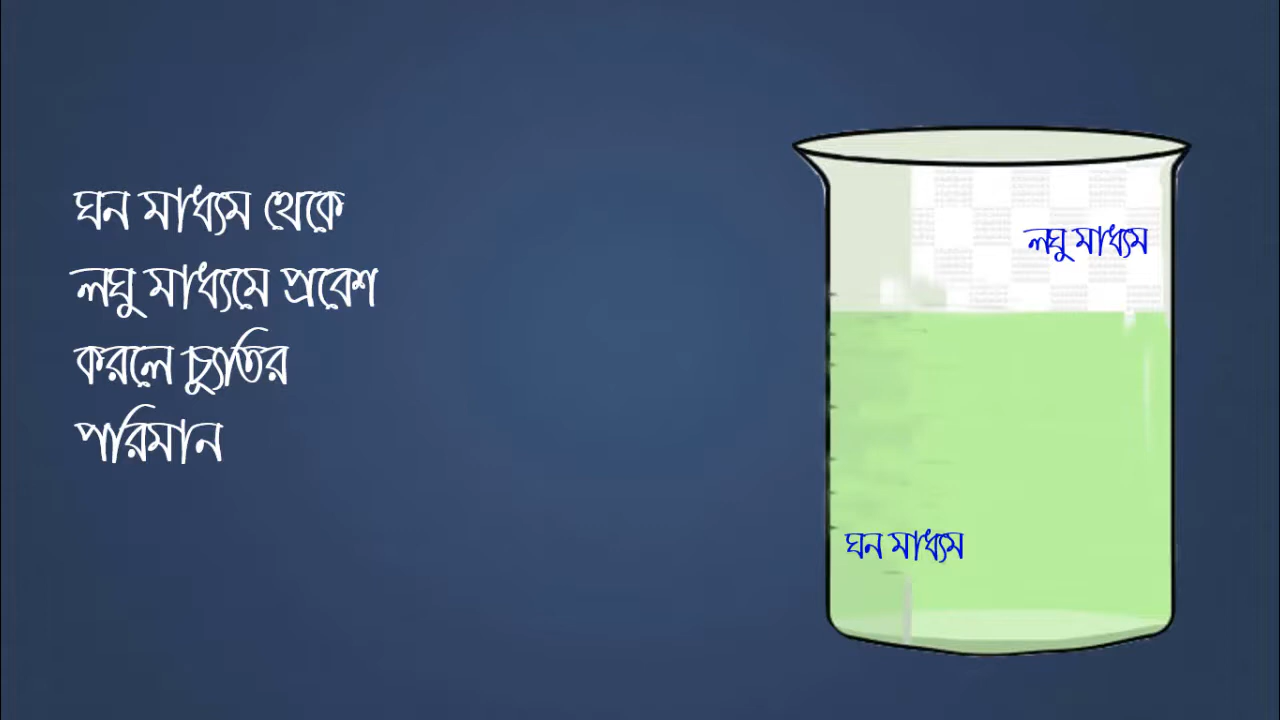 ঘন মাধ্যম থেকে
লঘু মাধ্যমে প্রবেশ
করলে চ্যুতির
পরিমান
লঘু মাধ্যম
ঘন মাধ্যম